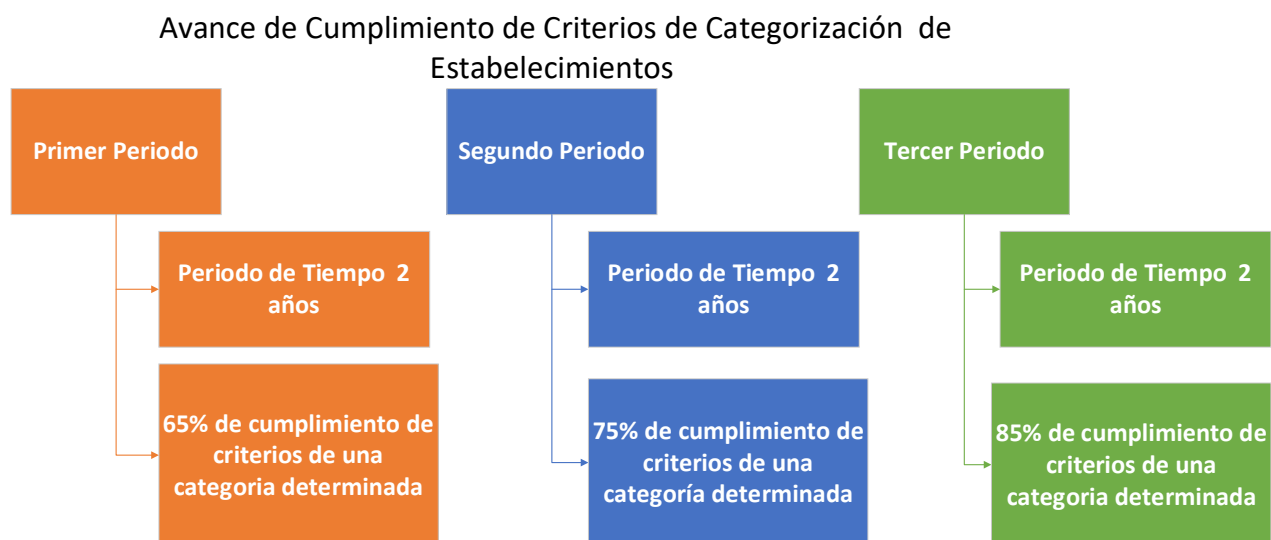 Avance de Cumplimiento de Criterios de Categorización de
Estabelecimientos
Primer Periodo
Periodo de Tiempo 2
años
65% de cumplimiento de
criterios de una
categoria determinada
Segundo Periodo
Periodo de Tiempo 2
años
75% de cumplimiento de
criterios de una
categoría determinada
Tercer Periodo
Periodo de Tiempo 2
años
85% de cumplimiento de
criterios de una
categoria determinada